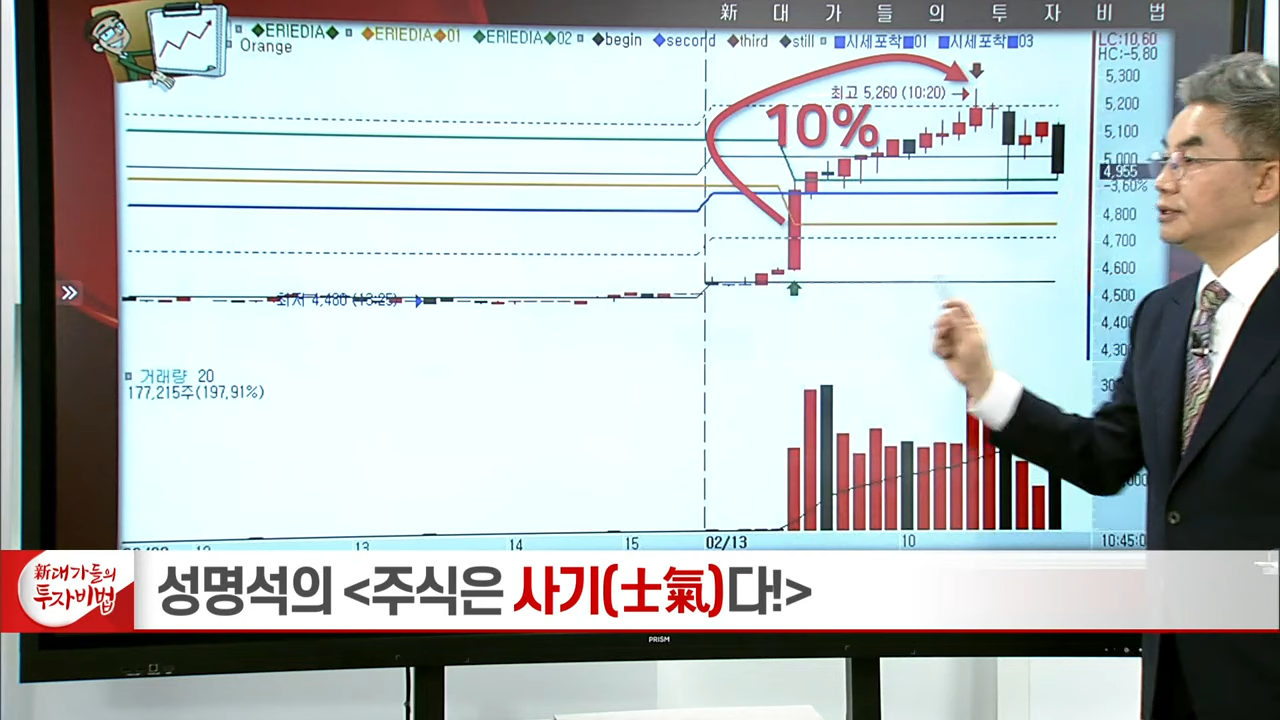 新 대 가 들 의 투 자 비 법
◆ERIEDIA◆ ◆ERIEDIA◆01 ◆ERIEDIA◆02 ◆begin ◆second ◆third ◆still ■시세포착■01 ■시세포착■03
Orange
LC:10,60
HC:-5,80
5,300
최고 5,260 (10:20)→
5,200
10%
5,100
5,000
4,955
-3,60%
4,800
4,700
4,600
최저 4,480 (13:25)
4,500
4,400
4,300
거래량 20
177,215주(197,91%)
13
14
15
02/13
10
10:45:0
新대가들의
투자비법
성명석의 <주식은 사기(士氣)다!>
PRISM